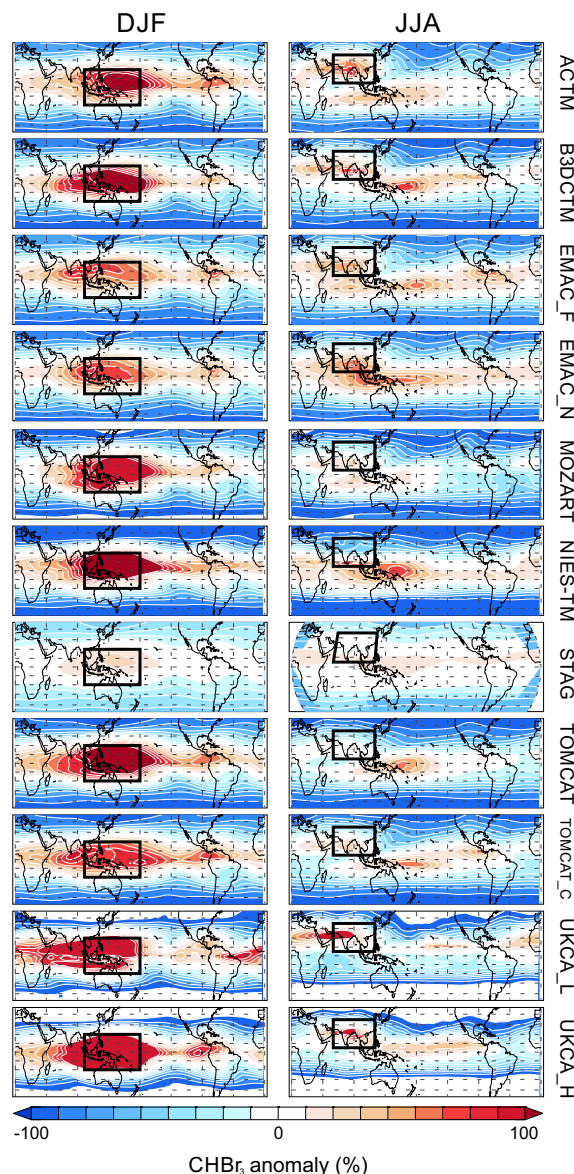 DJF JJA
ACTM
B3DCTM
EMAC_F
EMAC_N
MOZART
NIES-TM
STAG
TOMCAT
TOMCAT_C
UKCA_L
UKCA_H
-100 0 100
CHBr₃ anomaly (%)